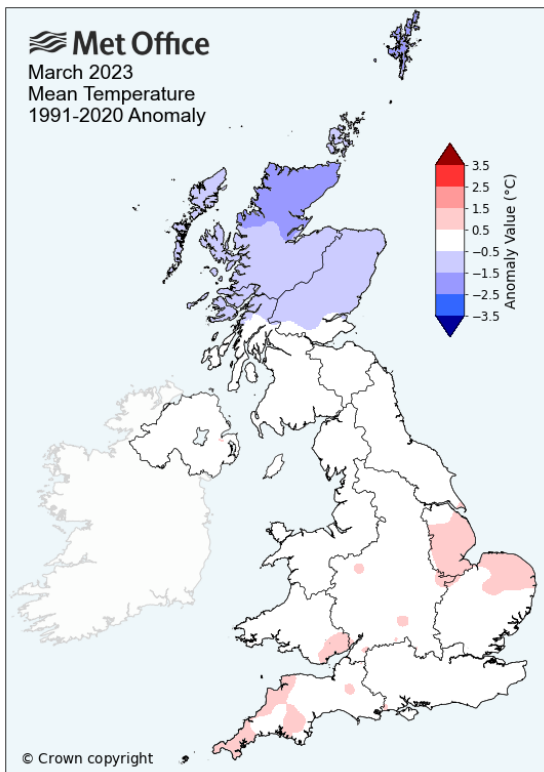 Met Office
March 2023
Mean Temperature
1991-2020 Anomaly
3.5
2.5
1.5
0.5
−0.5
−1.5
−2.5
−3.5
Anomaly Value (°C)
© Crown copyright